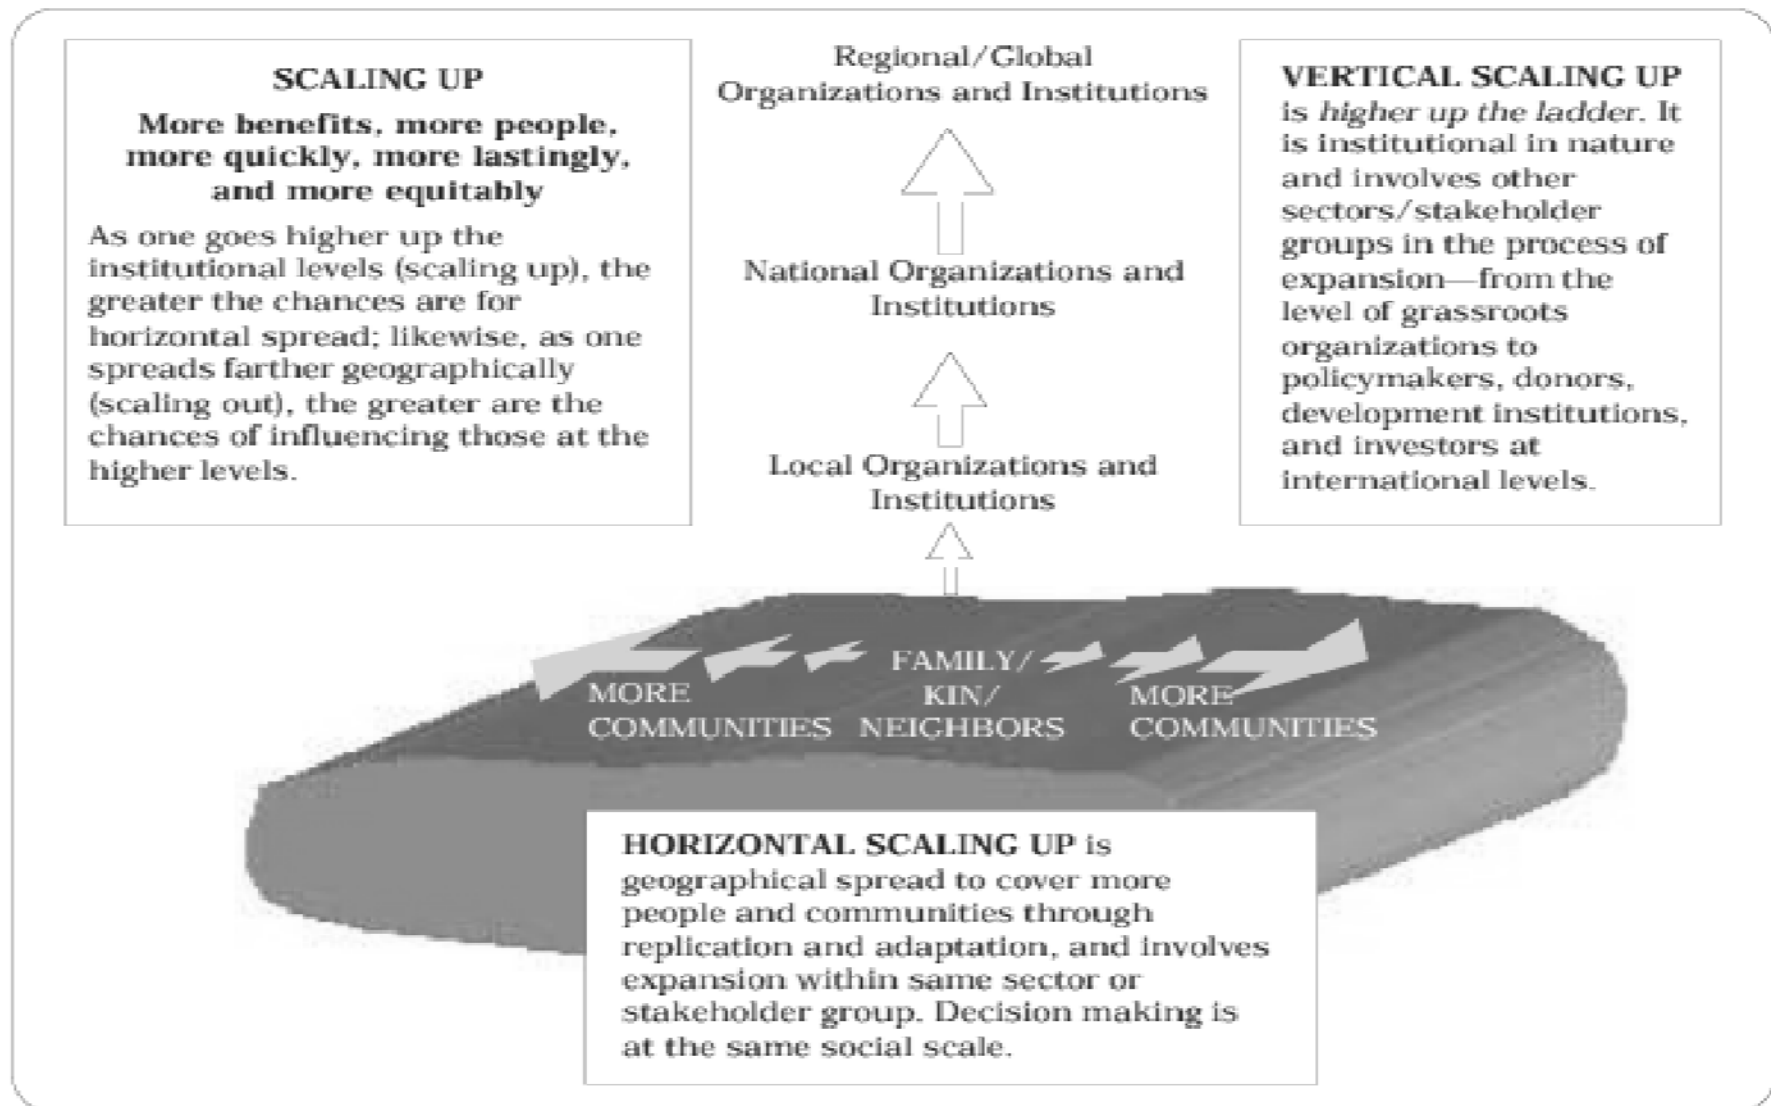 SCALING UP
More benefits, more people,
more quickly, more lastingly,
and more equitably
As one goes higher up the
institutional levels (scaling up), the
greater the chances are for
horizontal spread; likewise, as one
spreads farther geographically
(scaling out), the greater are the
chances of influencing those at the
higher levels.
Regional/Global
Organizations and Institutions
National Organizations and
Institutions
Local Organizations and
Institutions
VERTICAL SCALING UP
is higher up the ladder. It
is institutional in nature
and involves other
sectors/stakeholder
groups in the process of
expansion—from the
level of grassroots
organizations to
policymakers, donors,
development institutions,
and investors at
international levels.
MORE
COMMUNITIES
FAMILY/
KIN/
NEIGHBORS
MORE
COMMUNITIES
HORIZONTAL SCALING UP is
geographical spread to cover more
people and communities through
replication and adaptation, and involves
expansion within same sector or
stakeholder group. Decision making is
at the same social scale.